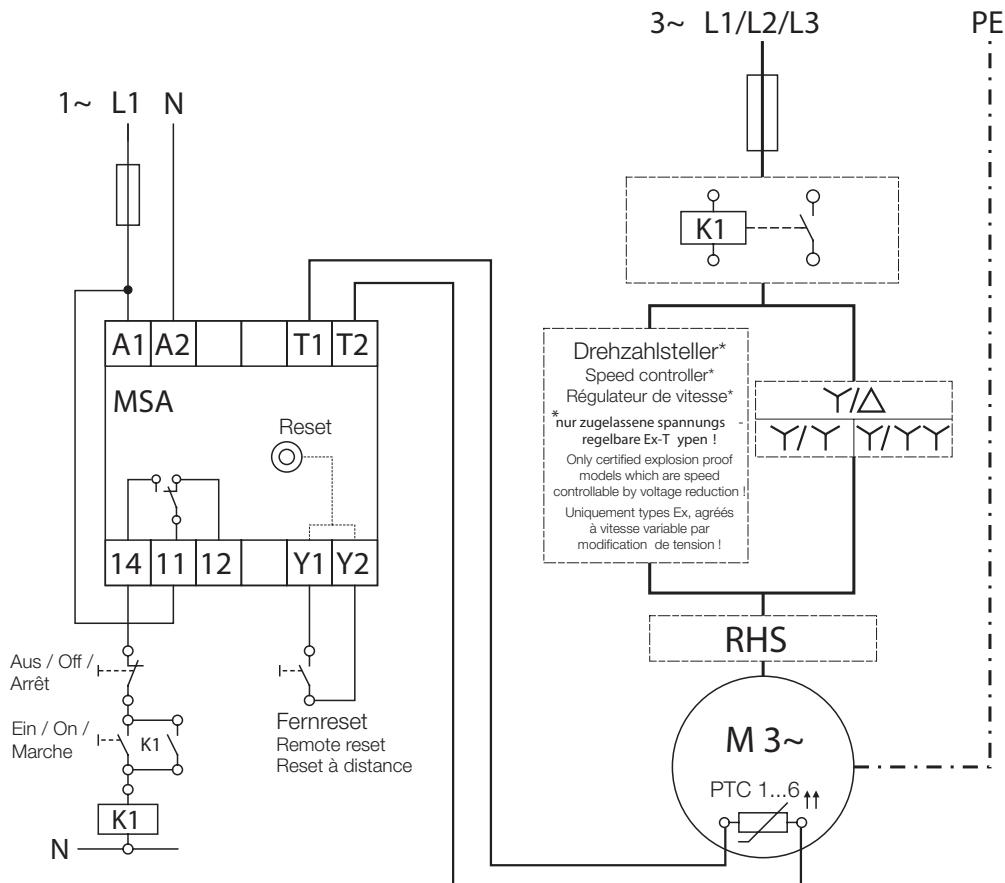 3~ L1/L2/L3
PE
1~ L1 N
K1
A1 A2 T1 T2
MSA
Reset
14 11 12 Y1 Y2
Drehzahlsteller*
Speed controller*
Régulateur de vitesse*
*nur zugelassene spannungs -
regelbare Ex-T ypen !
Only certified explosion proof
models which are speed
controllable by voltage reduction !
Uniquement types Ex, agréés
à vitesse variable par
modification de tension !
Y/△
Y/Y Y/YY
RHS
Aus / Off /
Arrêt
Ein / On /
Marche
K1
K1
N
Fernreset
Remote reset
Reset à distance
M 3~
PTC 1...6